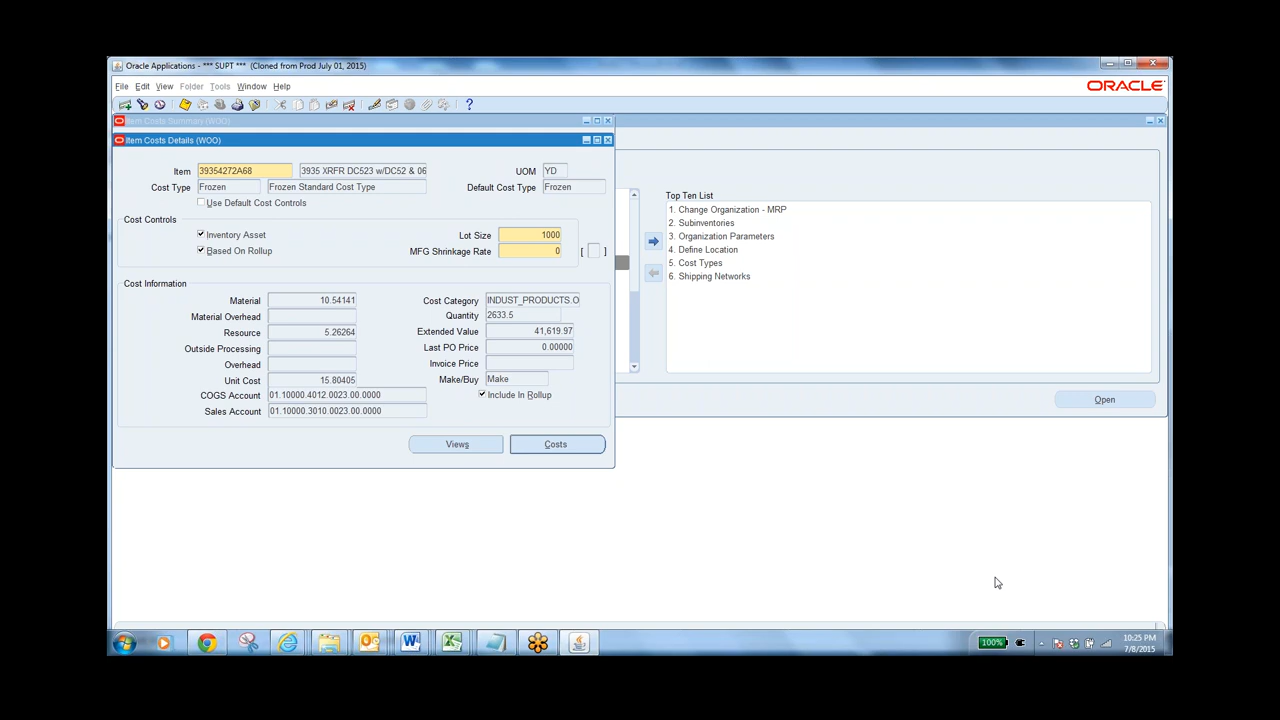 Oracle Applications - *** SUPT *** (Cloned from Prod July 01, 2015)
File Edit View Folder Tools Window Help
ORACLE
Item Costs Summary (WOO)
Item Costs Details (WOO)
Item 39354272A68 3935 XRFR DC523 w/DC52 & 06 UOM YD
Cost Type Frozen Frozen Standard Cost Type Default Cost Type Frozen
Use Default Cost Controls
Cost Controls
Inventory Asset Lot Size 1000
Based On Rollup MFG Shrinkage Rate 0 [ ]
Cost Information
Material 10.54141 Cost Category INDUST_PRODUCTS.O
Material Overhead Quantity 2633.5
Resource 5.26264 Extended Value 41,619.97
Outside Processing Last PO Price 0.00000
Overhead Invoice Price
Unit Cost 15.80405 Make/Buy Make
COGS Account 01.10000.4012.0023.00.0000 Include In Rollup
Sales Account 01.10000.3010.0023.00.0000
Views Costs
Top Ten List
1. Change Organization - MRP
2. Subinventories
3. Organization Parameters
4. Define Location
5. Cost Types
6. Shipping Networks
Open
100%
10:25 PM
7/8/2015